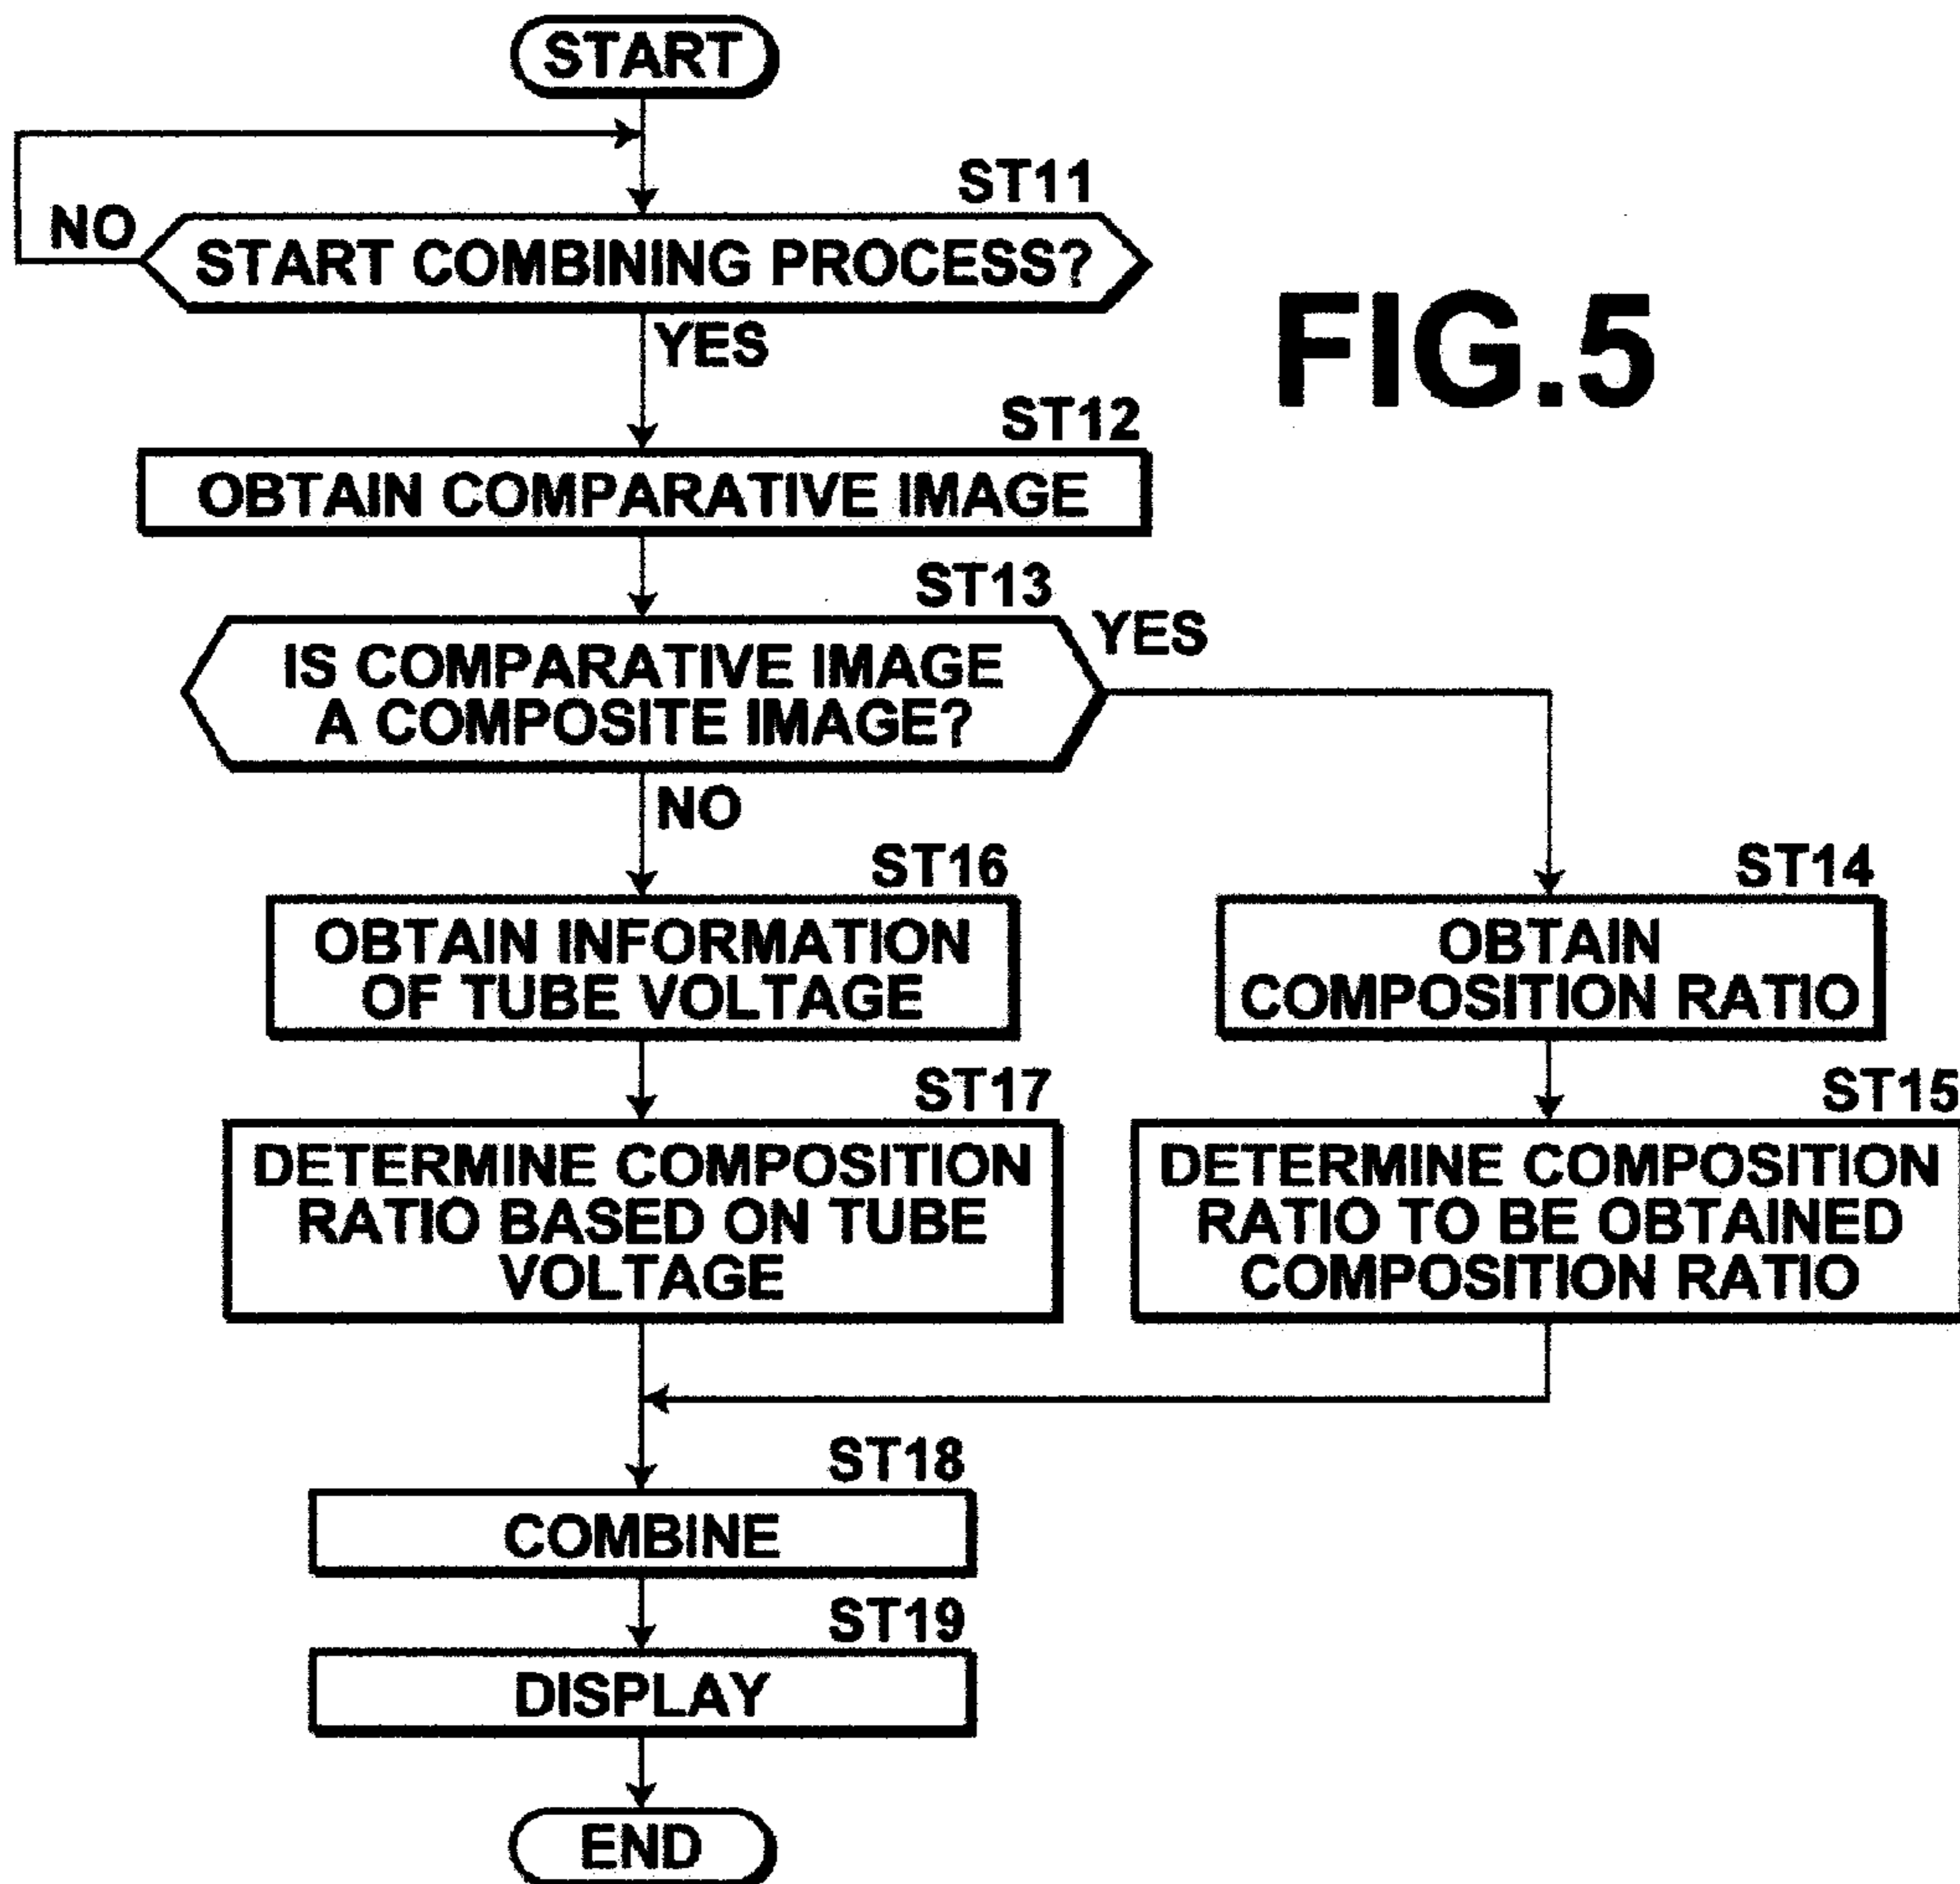 START
ST11
NO
START COMBINING PROCESS?
YES
FIG.5
ST12
OBTAIN COMPARATIVE IMAGE
ST13
YES
IS COMPARATIVE IMAGE
A COMPOSITE IMAGE?
NO
ST16
OBTAIN INFORMATION
OF TUBE VOLTAGE
ST14
OBTAIN
COMPOSITION RATIO
ST17
DETERMINE COMPOSITION
RATIO BASED ON TUBE
VOLTAGE
ST15
DETERMINE COMPOSITION
RATIO TO BE OBTAINED
COMPOSITION RATIO
ST18
COMBINE
ST19
DISPLAY
END